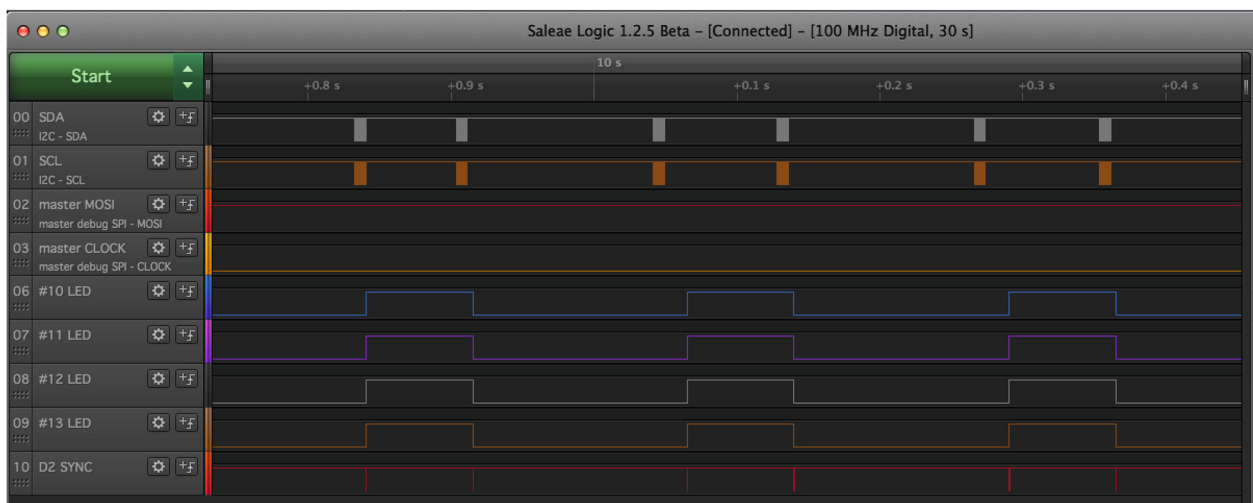 Saleae Logic 1.2.5 Beta – [Connected] – [100 MHz Digital, 30 s]
Start
10 s
+0.8 s +0.9 s +0.1 s +0.2 s +0.3 s +0.4 s
00 SDA
I2C - SDA
01 SCL
I2C - SCL
02 master MOSI
master debug SPI - MOSI
03 master CLOCK
master debug SPI - CLOCK
06 #10 LED
07 #11 LED
08 #12 LED
09 #13 LED
10 D2 SYNC